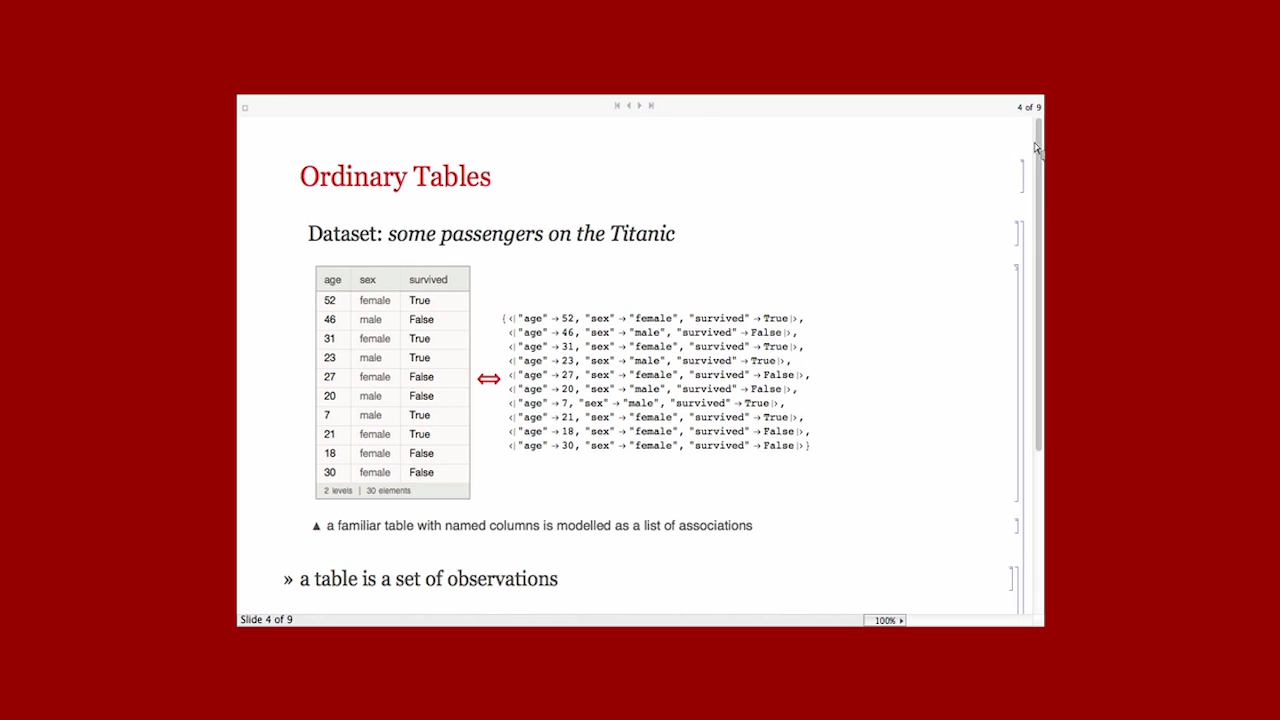 4 of 9
Ordinary Tables
Dataset: some passengers on the Titanic
age sex survived
52 female True
46 male False
31 female True
23 male True
27 female False
20 male False
7 male True
21 female True
18 female False
30 female False
2 levels | 30 elements
{<|"age"→52, "sex"→"female", "survived"→True|>,
<|"age"→46, "sex"→"male", "survived"→False|>,
<|"age"→31, "sex"→"female", "survived"→True|>,
<|"age"→23, "sex"→"male", "survived"→True|>,
<|"age"→27, "sex"→"female", "survived"→False|>,
<|"age"→20, "sex"→"male", "survived"→False|>,
<|"age"→7, "sex"→"male", "survived"→True|>,
<|"age"→21, "sex"→"female", "survived"→True|>,
<|"age"→18, "sex"→"female", "survived"→False|>,
<|"age"→30, "sex"→"female", "survived"→False|>}
▲ a familiar table with named columns is modelled as a list of associations
» a table is a set of observations
Slide 4 of 9
100%